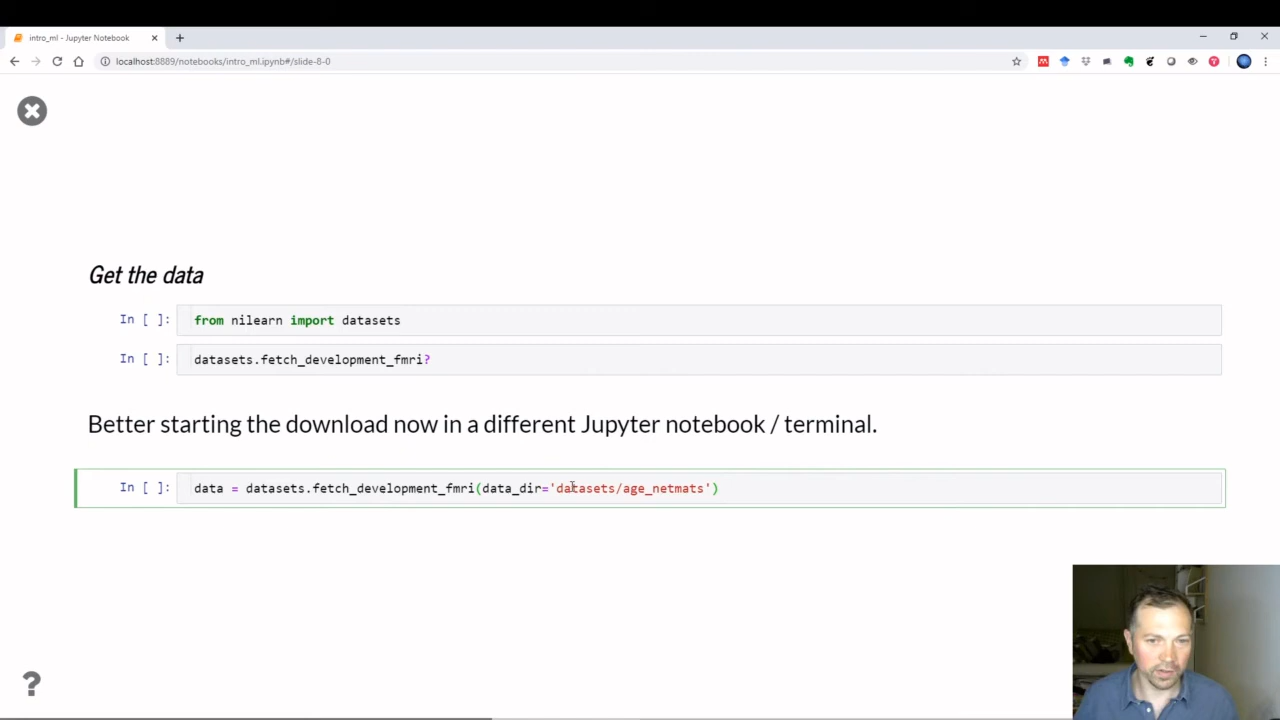 intro_ml - Jupyter Notebook
localhost:8889/notebooks/intro_ml.ipynb#/slide-8-0
Get the data
In [ ]: from nilearn import datasets
In [ ]: datasets.fetch_development_fmri?
Better starting the download now in a different Jupyter notebook / terminal.
In [ ]: data = datasets.fetch_development_fmri(data_dir='datasets/age_netmats')
?